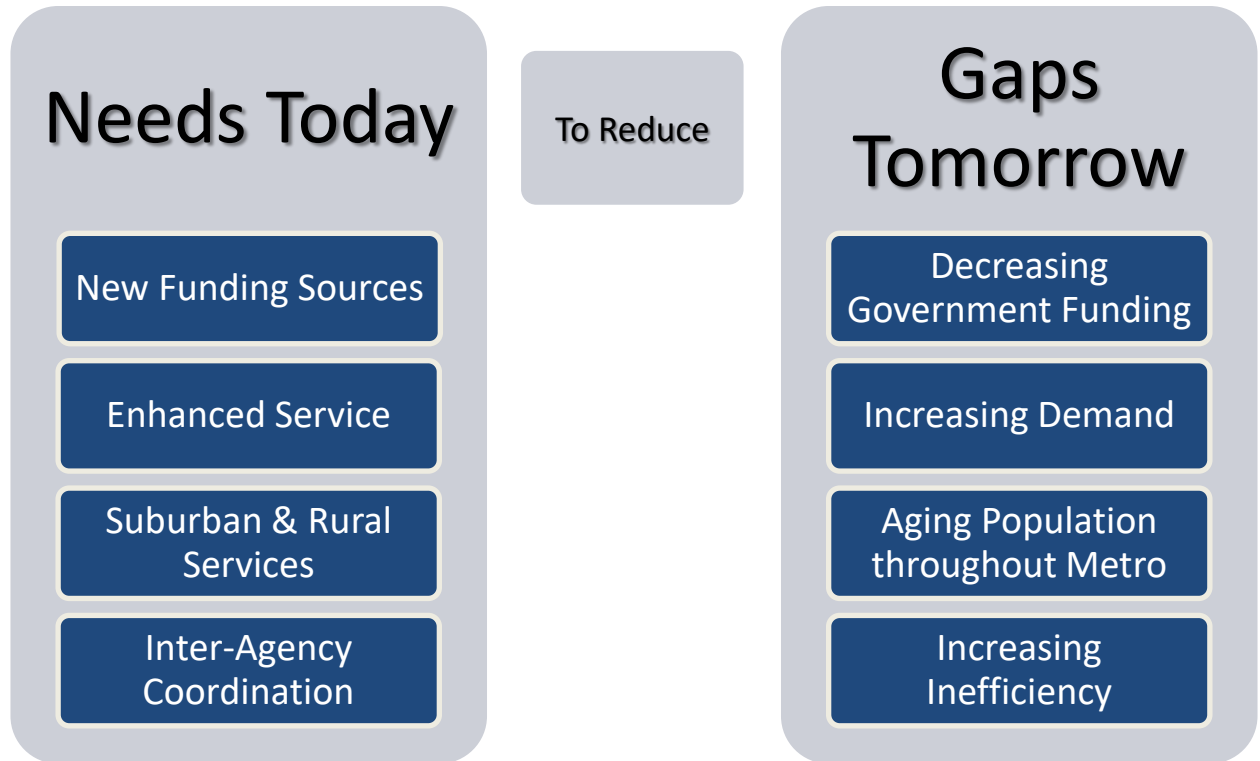 Needs Today
New Funding Sources
Enhanced Service
Suburban & Rural
Services
Inter-Agency
Coordination
To Reduce
Gaps
Tomorrow
Decreasing
Government Funding
Increasing Demand
Aging Population
throughout Metro
Increasing
Inefficiency